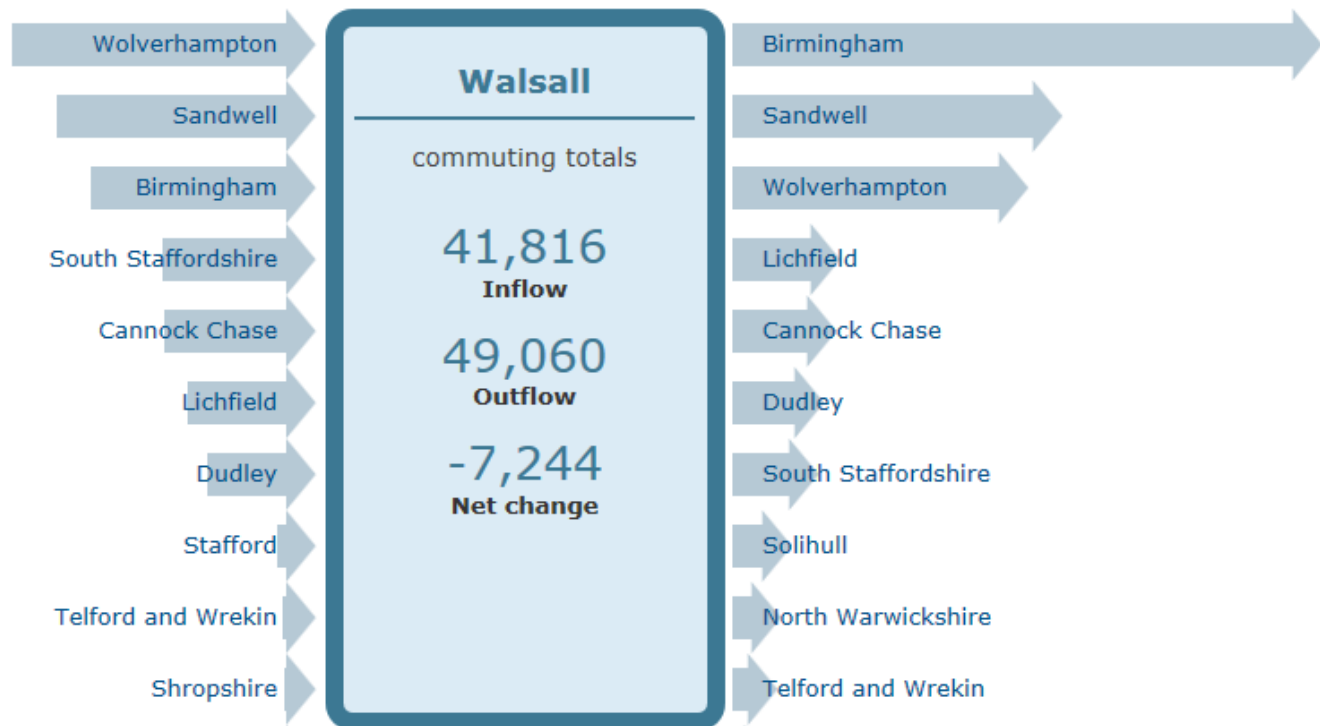 Wolverhampton
Sandwell
Birmingham
South Staffordshire
Cannock Chase
Lichfield
Dudley
Stafford
Telford and Wrekin
Shropshire
Walsall
commuting totals
41,816
Inflow
49,060
Outflow
-7,244
Net change
Birmingham
Sandwell
Wolverhampton
Lichfield
Cannock Chase
Dudley
South Staffordshire
Solihull
North Warwickshire
Telford and Wrekin